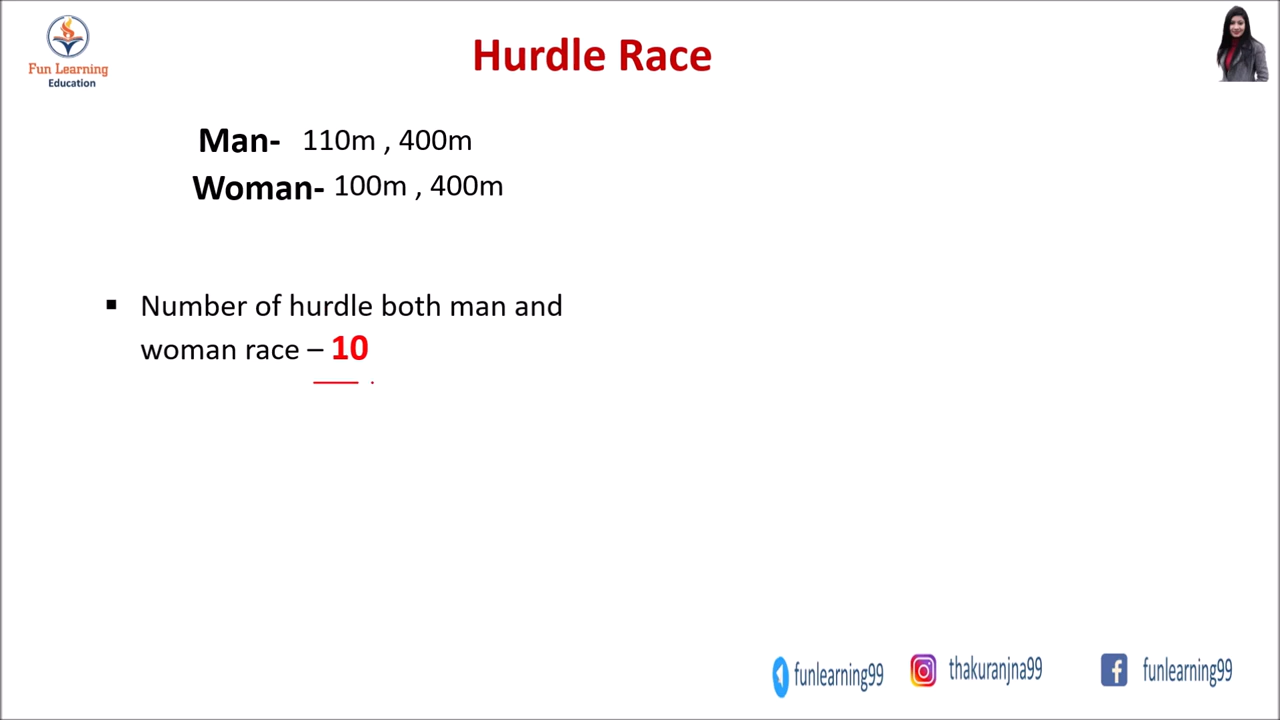 Fun Learning
Education
Hurdle Race
Man- 110m , 400m
Woman- 100m , 400m
▪ Number of hurdle both man and
woman race – 10
funlearning99 thakuranjna99 funlearning99